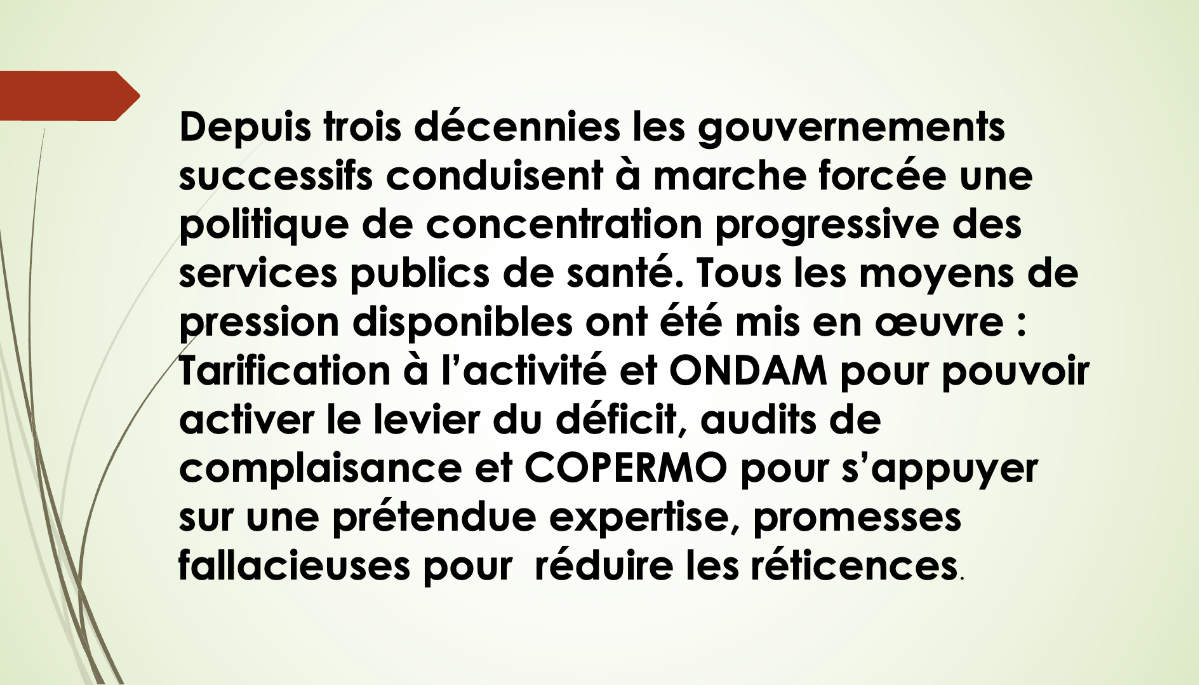 Depuis trois décennies les gouvernements
successifs conduisent à marche forcée une
politique de concentration progressive des
services publics de santé. Tous les moyens de
pression disponibles ont été mis en œuvre :
Tarification à l’activité et ONDAM pour pouvoir
activer le levier du déficit, audits de
complaisance et COPERMO pour s’appuyer
sur une prétendue expertise, promesses
fallacieuses pour  réduire les réticences.